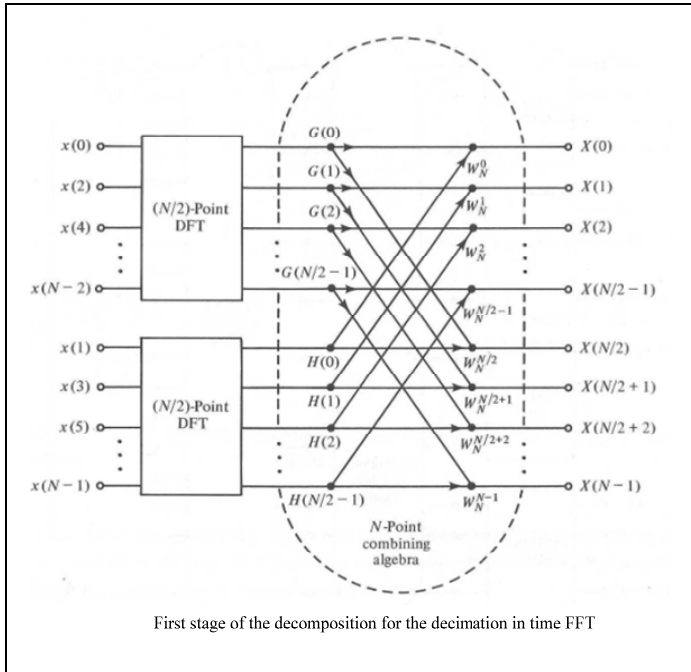 G(0)
x(0) X(0)
W_N^0
x(2) G(1) X(1)
W_N^1
(N/2)-Point
DFT
x(4) G(2) X(2)
W_N^2
G(N/2−1)
x(N−2) X(N/2−1)
W_N^{N/2−1}
x(1) X(N/2)
H(0) W_N^{N/2}
x(3) X(N/2+1)
(N/2)-Point
DFT
H(1) W_N^{N/2+1}
x(5) X(N/2+2)
H(2) W_N^{N/2+2}
x(N−1) X(N−1)
H(N/2−1) W_N^{N−1}
N-Point
combining
algebra
First stage of the decomposition for the decimation in time FFT